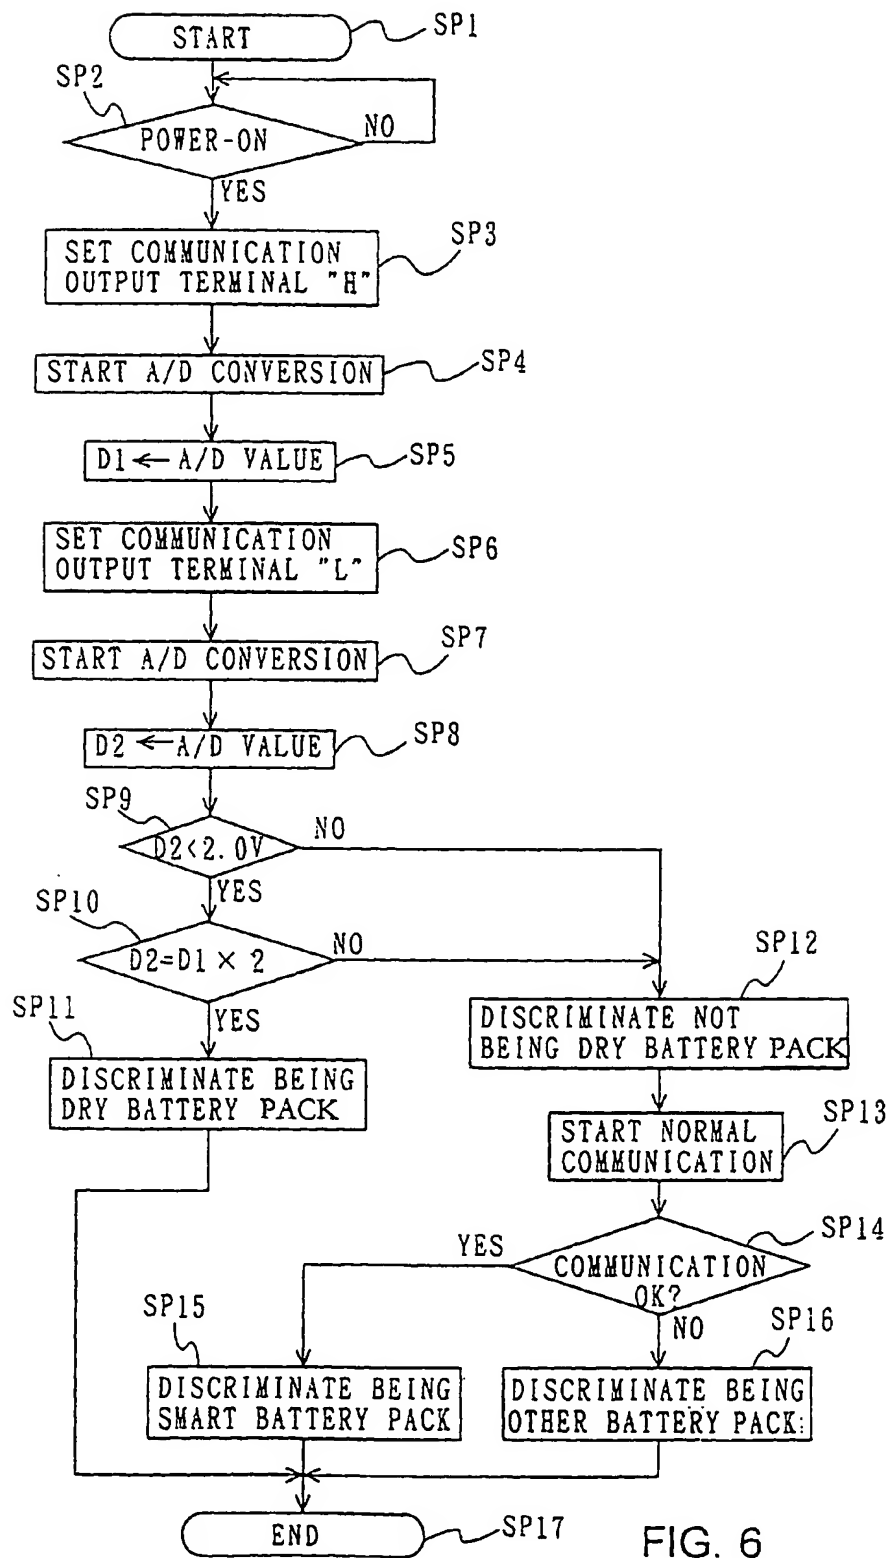 START
SP1
SP2
POWER-ON
NO
YES
SET COMMUNICATION
OUTPUT TERMINAL "H"
SP3
START A/D CONVERSION
SP4
D1 ← A/D VALUE
SP5
SET COMMUNICATION
OUTPUT TERMINAL "L"
SP6
START A/D CONVERSION
SP7
D2 ← A/D VALUE
SP8
SP9
D2<2.0V
NO
YES
SP10
D2=D1 × 2
NO
YES
SP11
DISCRIMINATE BEING
DRY BATTERY PACK
SP12
DISCRIMINATE NOT
BEING DRY BATTERY PACK
SP13
START NORMAL
COMMUNICATION
SP14
COMMUNICATION
OK?
YES
NO
SP15
DISCRIMINATE BEING
SMART BATTERY PACK
SP16
DISCRIMINATE BEING
OTHER BATTERY PACK
END
SP17
FIG. 6